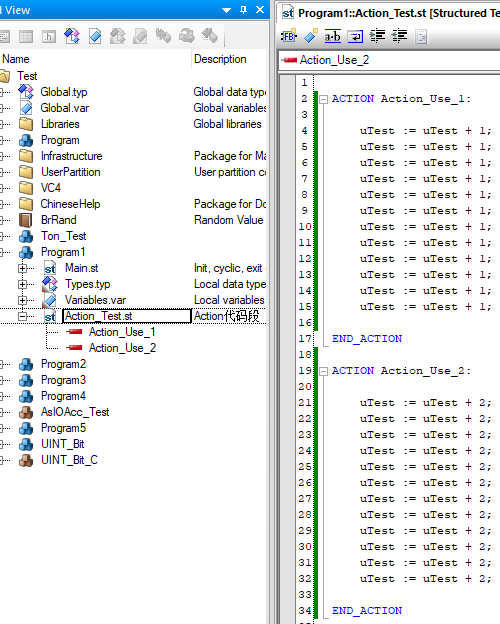 l View
Name Description
Test
Global.typ Global data type
Global.var Global variables
Libraries Global libraries
Program
Infrastructure Package for Ma
UserPartition User partition co
VC4
ChineseHelp Package for Do
BrRand Random Value
Ton_Test
Program1
Main.st Init, cyclic, exit
Types.typ Local data type
Variables.var Local variables
Action_Test.st Action代码段
Action_Use_1
Action_Use_2
Program2
Program3
Program4
AsIOAcc_Test
Program5
UINT_Bit
UINT_Bit_C
Program1::Action_Test.st [Structured Te
Action_Use_2
1
2 ACTION Action_Use_1:
3
4 uTest := uTest + 1;
5 uTest := uTest + 1;
6 uTest := uTest + 1;
7 uTest := uTest + 1;
8 uTest := uTest + 1;
9 uTest := uTest + 1;
10 uTest := uTest + 1;
11 uTest := uTest + 1;
12 uTest := uTest + 1;
13 uTest := uTest + 1;
14 uTest := uTest + 1;
15 uTest := uTest + 1;
16
17 END_ACTION
18
19 ACTION Action_Use_2:
20
21 uTest := uTest + 2;
22 uTest := uTest + 2;
23 uTest := uTest + 2;
24 uTest := uTest + 2;
25 uTest := uTest + 2;
26 uTest := uTest + 2;
27 uTest := uTest + 2;
28 uTest := uTest + 2;
29 uTest := uTest + 2;
30 uTest := uTest + 2;
31 uTest := uTest + 2;
32 uTest := uTest + 2;
33
34 END_ACTION